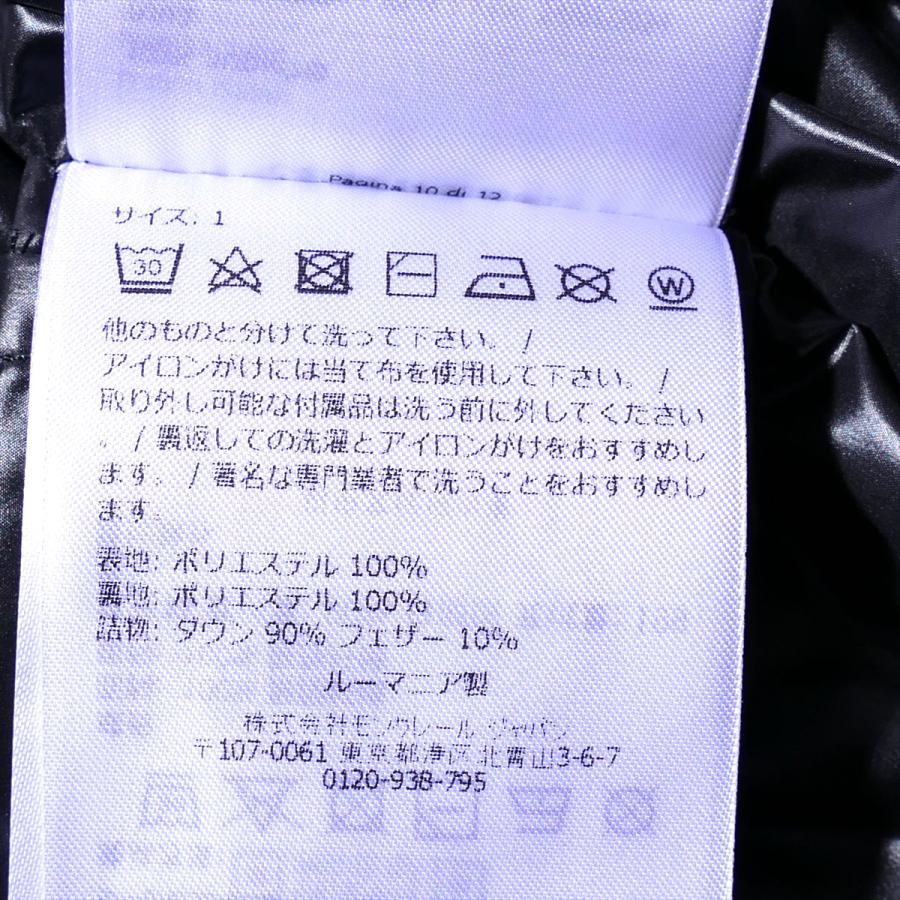 Pagina 10 di 12
サイズ: 1
30
W
他のものと分けて洗って下さい。 /
アイロンがけには当て布を使用して下さい。 /
取り外し可能な付属品は洗う前に外してください
。 / 裏返しての洗濯とアイロンがけをおすすめし
ます。 / 著名な専門業者で洗うことをおすすめし
ます。
表地: ポリエステル 100%
裏地: ポリエステル 100%
詰物: ダウン 90% フェザー 10%
ルーマニア製
株式会社モンクレール ジャパン
〒107-0061 東京都港区 北青山3-6-7
0120-938-795